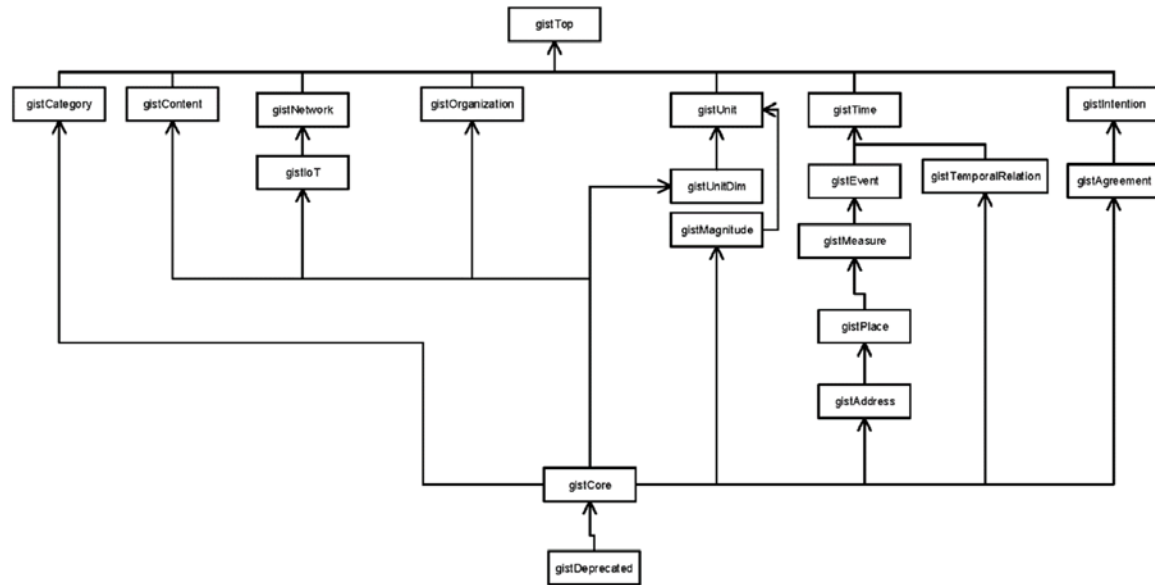 gistTop
gistCategory
gistContent
gistNetwork
gistOrganization
gistUnit
gistTime
gistIntention
gistIoT
gistUnitDim
gistEvent
gistTemporalRelation
gistAgreement
gistMagnitude
gistMeasure
gistPlace
gistAddress
gistCore
gistDeprecated